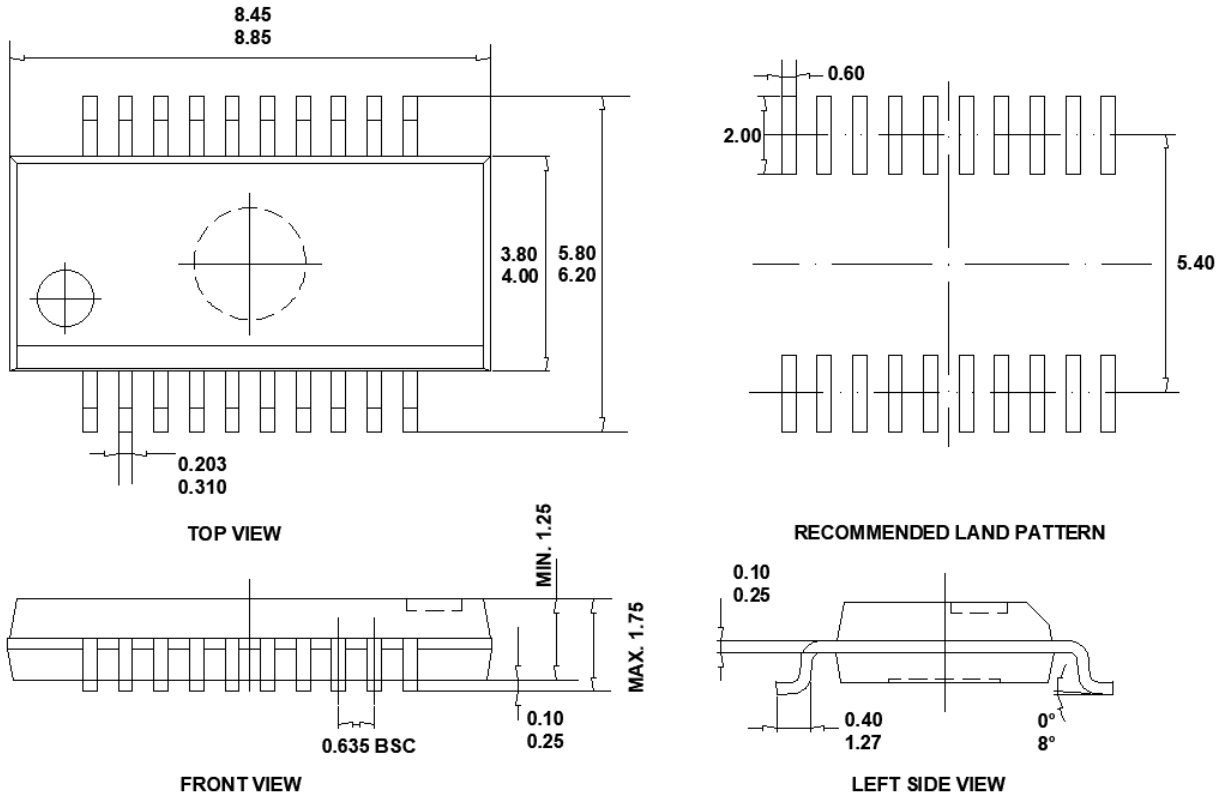 8.45
8.85
3.80
4.00
5.80
6.20
0.203
0.310
TOP VIEW
0.60
2.00
5.40
RECOMMENDED LAND PATTERN
MIN. 1.25
MAX. 1.75
0.10
0.25
0.635 BSC
FRONT VIEW
0.10
0.25
0.40
1.27
0°
8°
LEFT SIDE VIEW